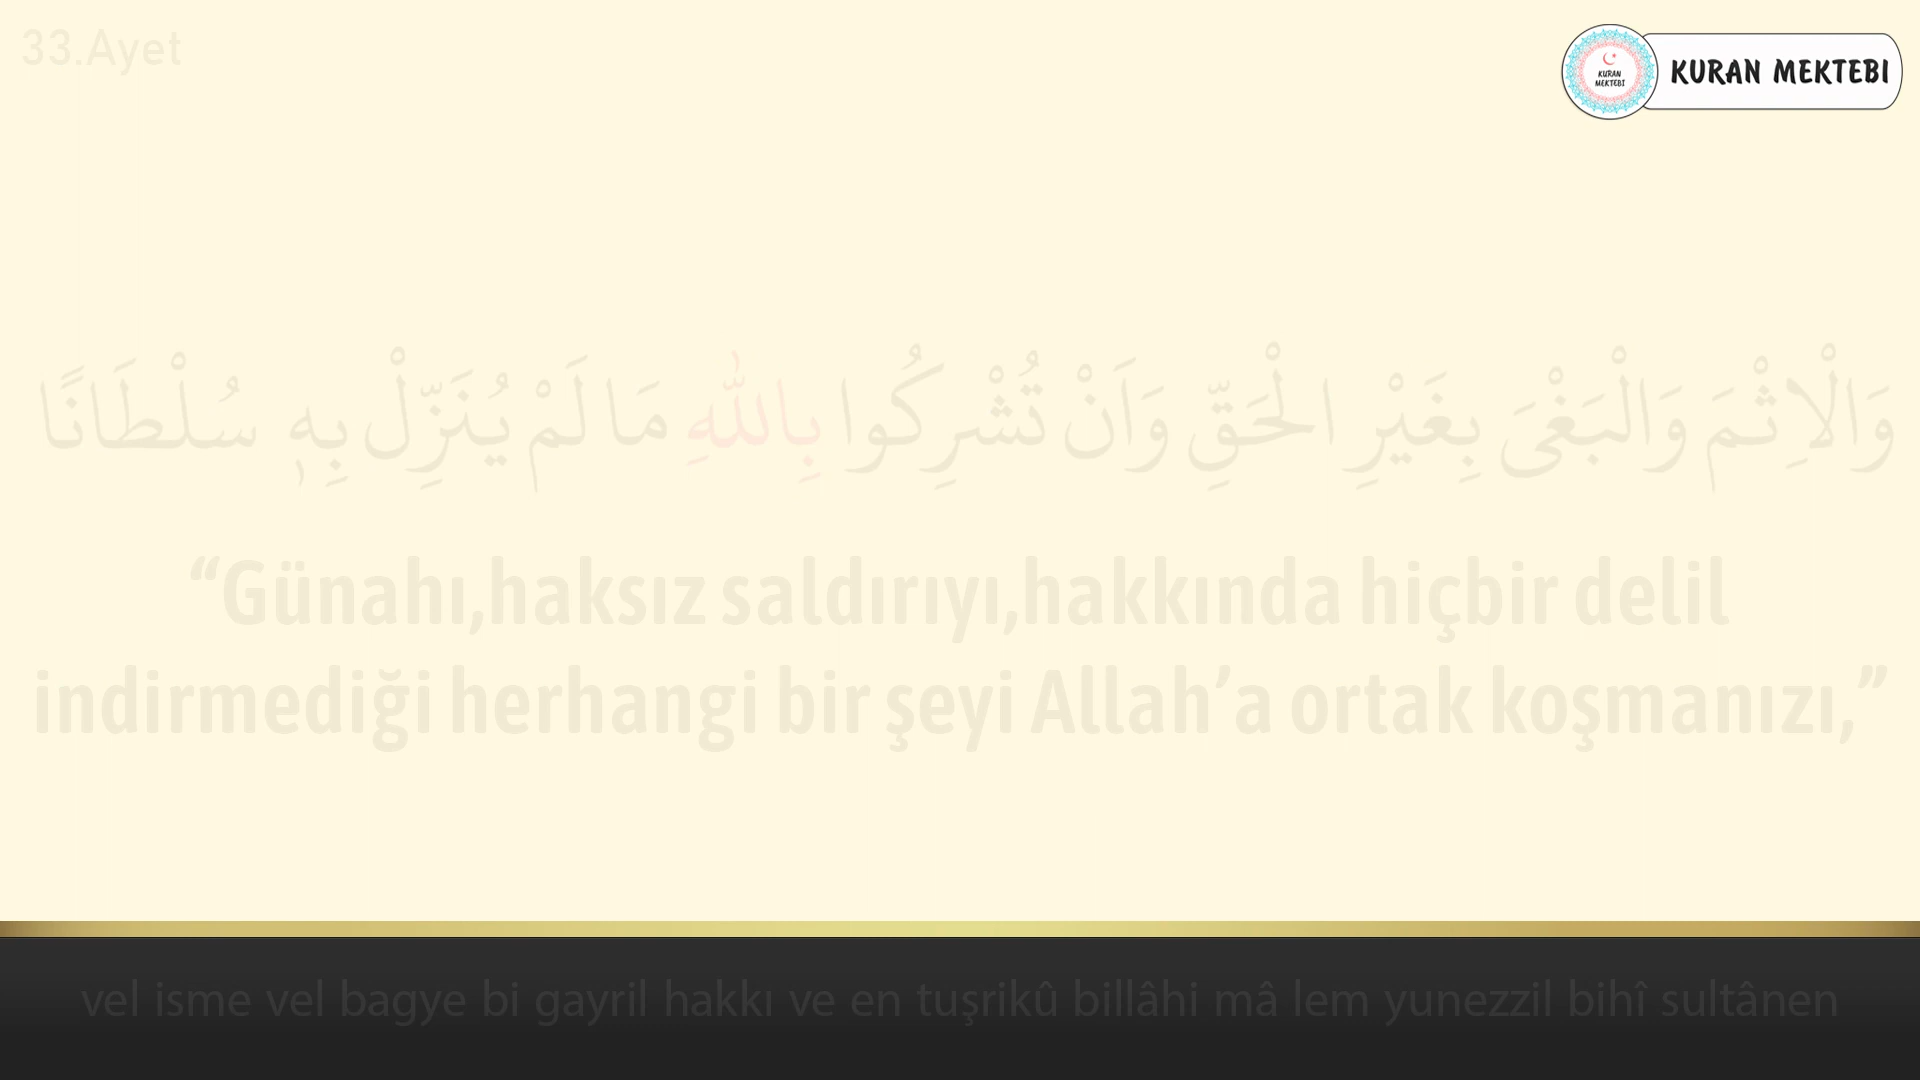 33.Ayet
KURAN MEKTEBI
KURAN
MEKTEBI
وَالْاِثْمَ وَالْبَغْىَ بِغَيْرِ الْحَقِّ وَاَنْ تُشْرِكُوا بِاللّٰهِ مَا لَمْ يُنَزِّلْ بِهٖ سُلْطَانًا
“Günahı,haksız saldırıyı,hakkında hiçbir delil
indirmediği herhangi bir şeyi Allah’a ortak koşmanızı,”
vel isme vel bagye bi gayril hakkı ve en tuşrikû billâhi mâ lem yunezzil bihî sultânen